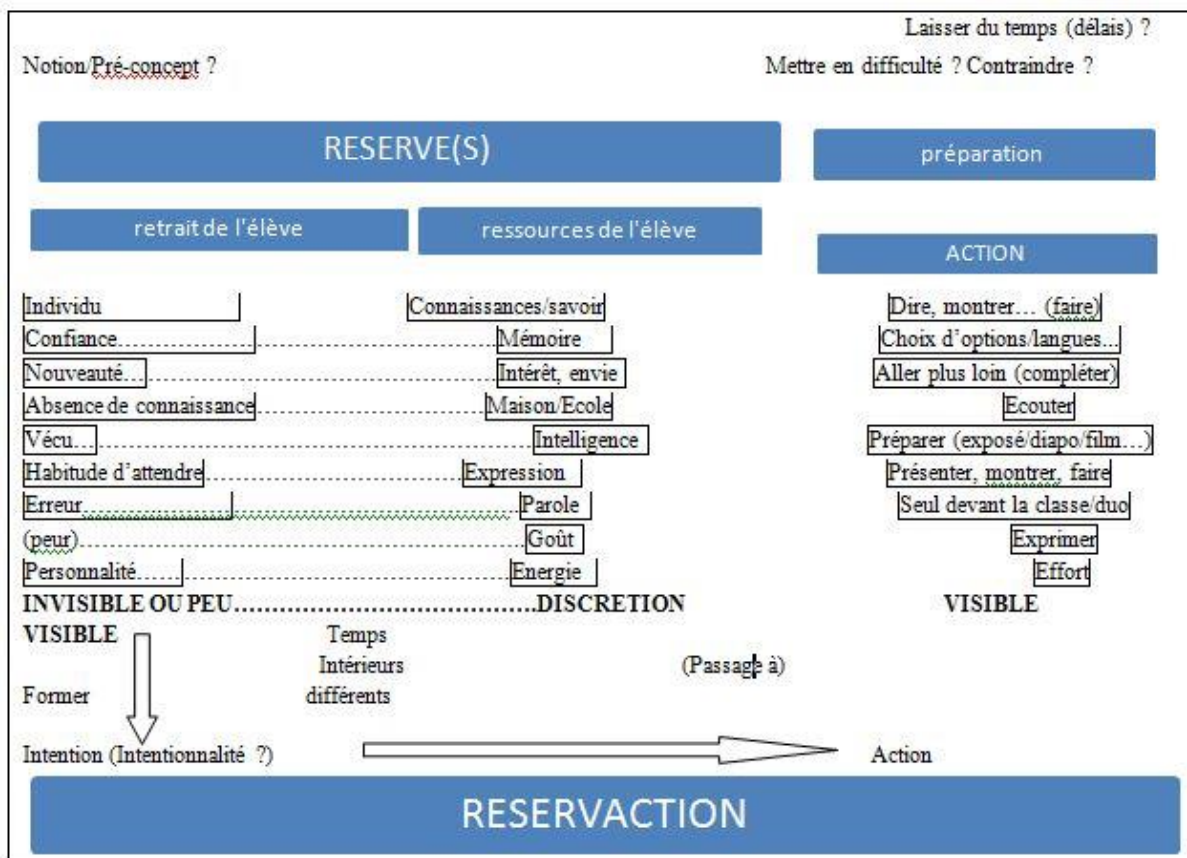 Laisser du temps (délais) ?
Notion/Pré-concept ? Mettre en difficulté ? Contraindre ?
RESERVE(S) préparation
retrait de l'élève ressources de l'élève
ACTION
Individu Connaissances/savoir Dire, montrer… (faire)
Confiance……………………………………………Mémoire Choix d’options/langues...
Nouveauté……………………………………………Intérêt, envie Aller plus loin (compléter)
Absence de connaissance……………………………Maison/Ecole Ecouter
Vécu……………………………………………………Intelligence Préparer (exposé/diapo/film…)
Habitude d’attendre……………………………………Expression Présenter, montrer, faire
Erreur……………………………………………………Parole Seul devant la classe/duo
(peur)……………………………………………………Goût Exprimer
Personnalité………………………………………………Energie Effort
INVISIBLE OU PEU…………………………………DISCRETION VISIBLE
VISIBLE Temps
Intérieurs (Passage à)
Former différents
Intention (Intentionnalité ?) Action
RESERVACTION